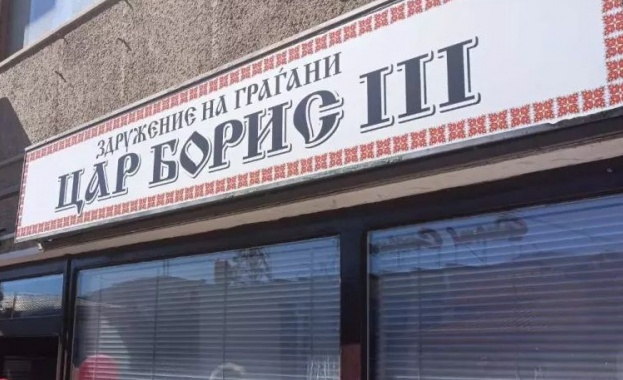 ЗДРУЖЕНИЕ НА ГРАЃАНИ
ЦАР БОРИС III